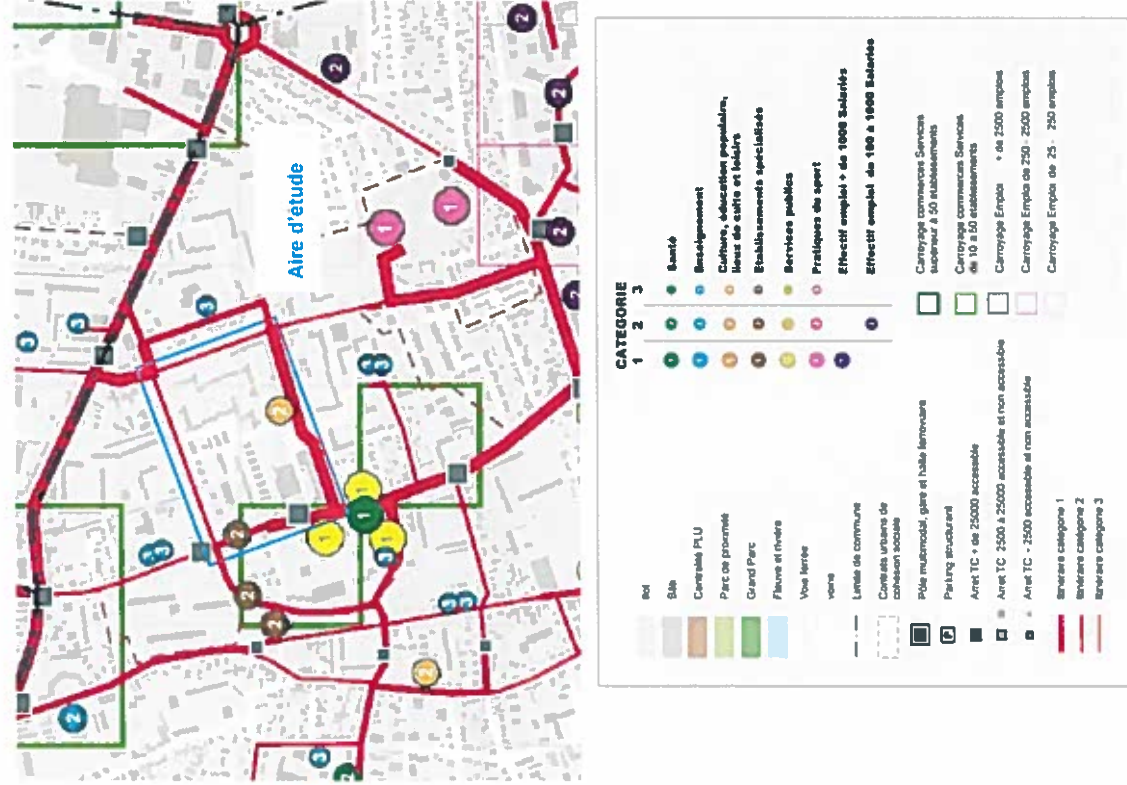 Aire d'étude
CATEGORIE
1 2 3
Santé
Enseignement
Culture, éducation populaire,
lieux de culte et loisirs
Etablissements spécialisés
Services publics
Pratiques de sport
Effectif emploi + de 1000 Salariés
Effectif emploi de 100 à 1000 Salariés
Ilot
Bâti
Centralité PLU
Parc de proximité
Grand Parc
Fleuve et rivière
Voie ferrée
voirie
Limite de commune
Contrats urbains de
cohésion sociale
Pôle multimodal, gare et halte ferroviaire
Parking structurant
Arret TC + de 25000 accessible
Arret TC 2500 à 25000 accessible et non accessible
Arret TC - 2500 accessible et non accessible
Itinéraire catégorie 1
Itinéraire catégorie 2
Itinéraire catégorie 3
Carroyage commerces Services
supérieur à 50 établissements
Carroyage commerces Services
de 10 à 50 établissements
Carroyage Emploi + de 2500 emplois
Carroyage Emploi de 250 - 2500 emplois
Carroyage Emploi de 25 - 250 emplois